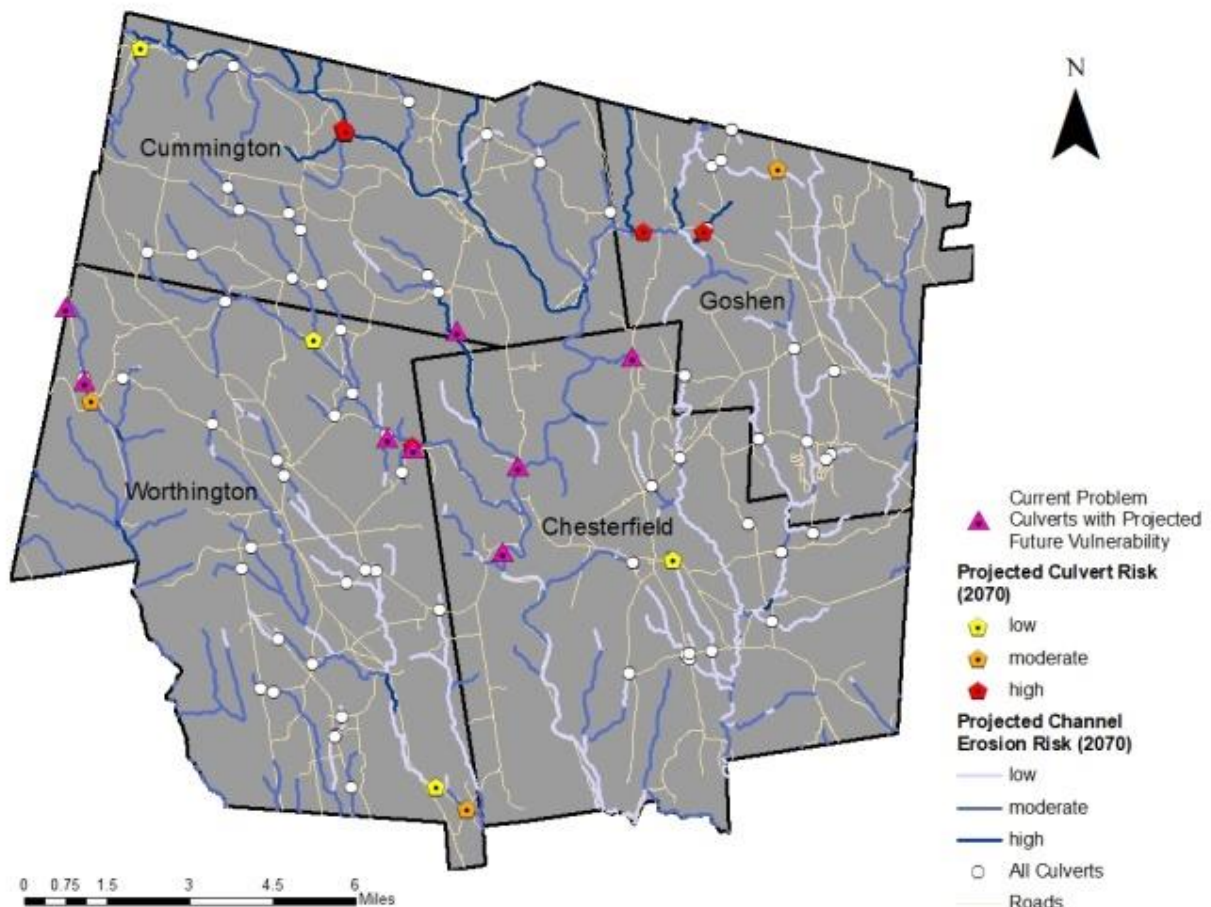 N
Cummington
Goshen
Worthington
Chesterfield
Current Problem
Culverts with Projected
Future Vulnerability
Projected Culvert Risk
(2070)
low
moderate
high
Projected Channel
Erosion Risk (2070)
low
moderate
high
All Culverts
Roads
0 0.75 1.5 3 4.5 6
Miles